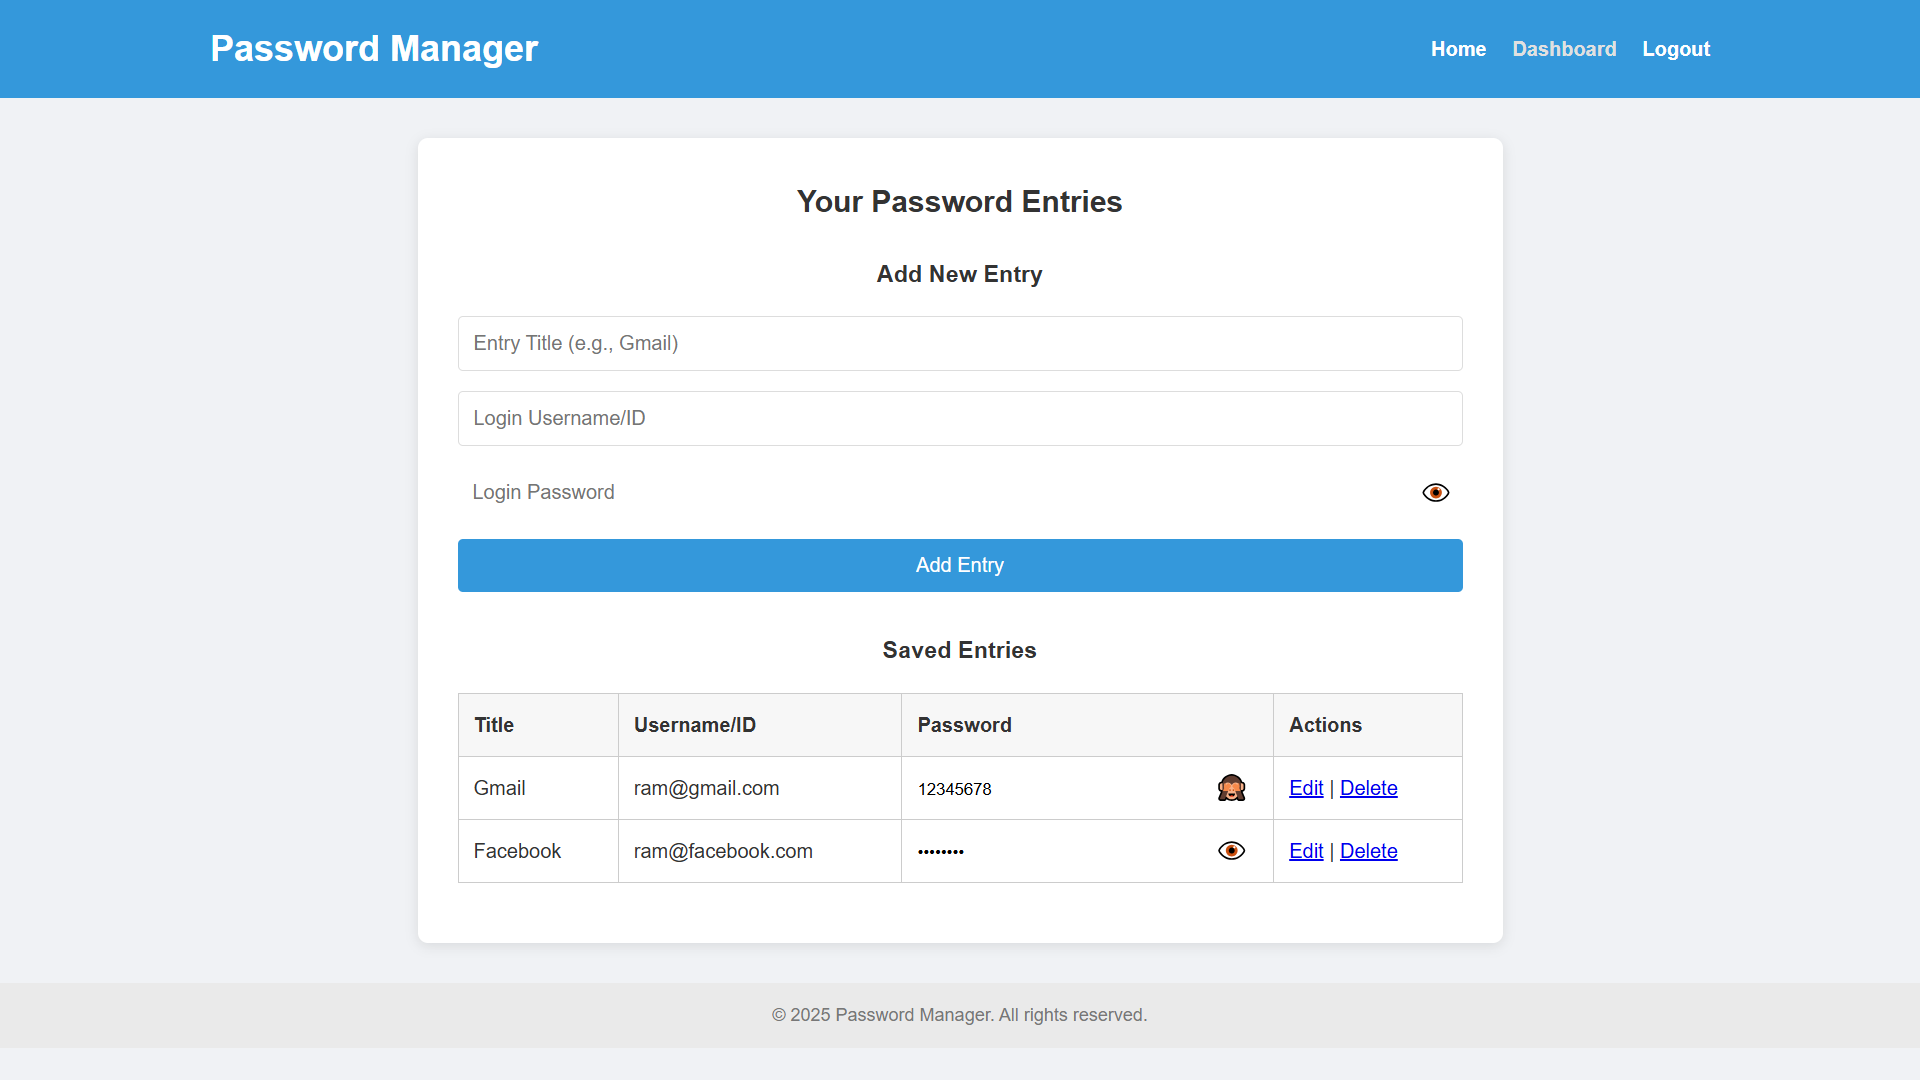 Password Manager
Home Dashboard Logout
Your Password Entries
Add New Entry
Entry Title (e.g., Gmail)
Login Username/ID
Login Password
Add Entry
Saved Entries
Title Username/ID Password Actions
Gmail ram@gmail.com 12345678 Edit | Delete
Facebook ram@facebook.com •••••••• Edit | Delete
© 2025 Password Manager. All rights reserved.